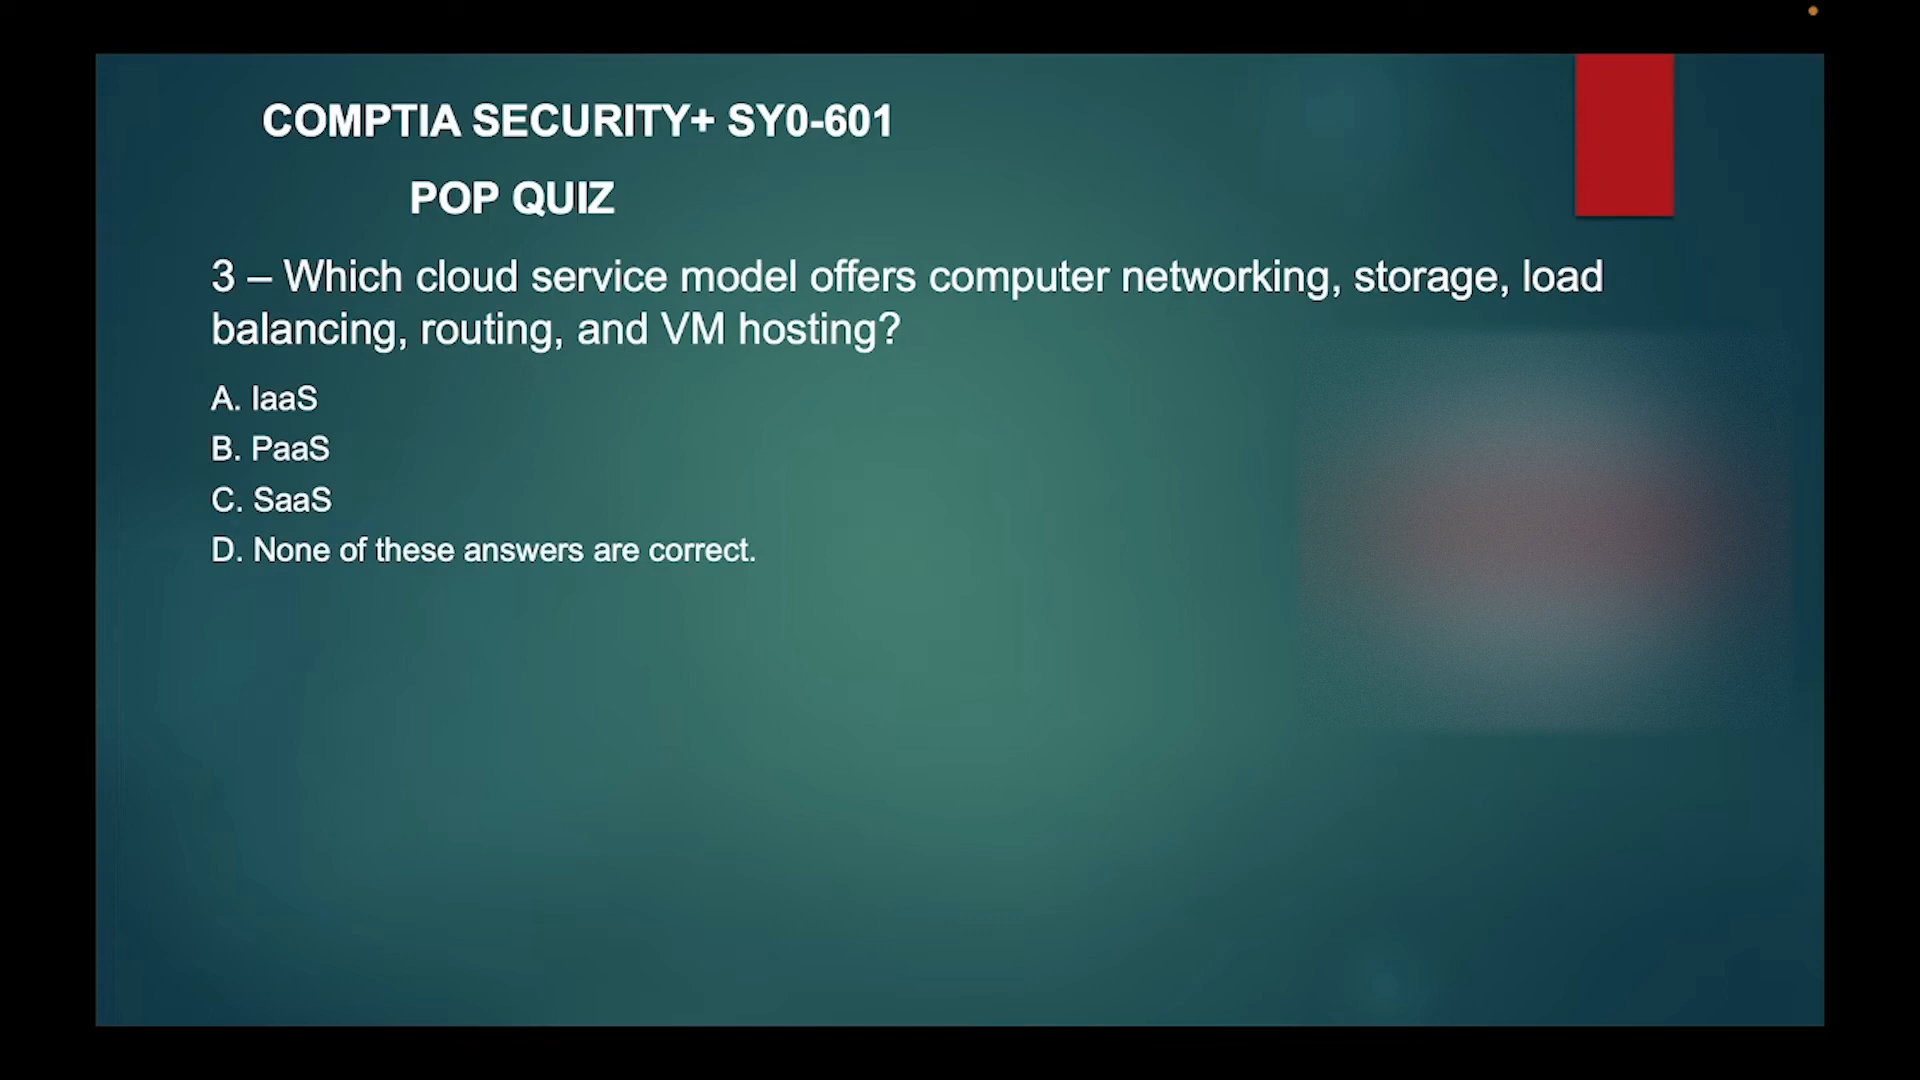 COMPTIA SECURITY+ SY0-601
POP QUIZ
3 – Which cloud service model offers computer networking, storage, load
balancing, routing, and VM hosting?
A. IaaS
B. PaaS
C. SaaS
D. None of these answers are correct.